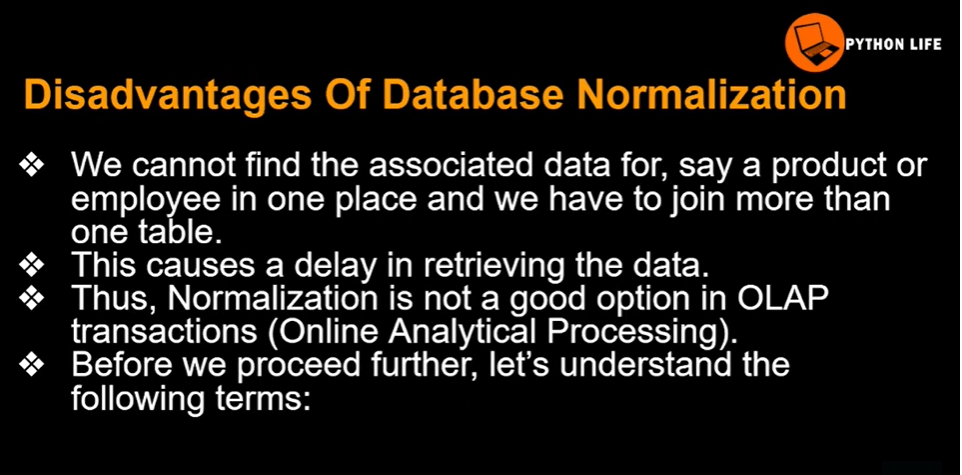 PYTHON LIFE
Disadvantages Of Database Normalization
❖ We cannot find the associated data for, say a product or
employee in one place and we have to join more than
one table.
❖ This causes a delay in retrieving the data.
❖ Thus, Normalization is not a good option in OLAP
transactions (Online Analytical Processing).
❖ Before we proceed further, let’s understand the
following terms: